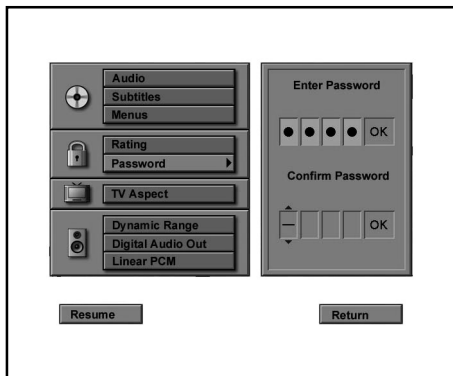 Audio
Subtitles
Menus
Rating
Password
TV Aspect
Dynamic Range
Digital Audio Out
Linear PCM
Enter Password
OK
Confirm Password
OK
Resume
Return